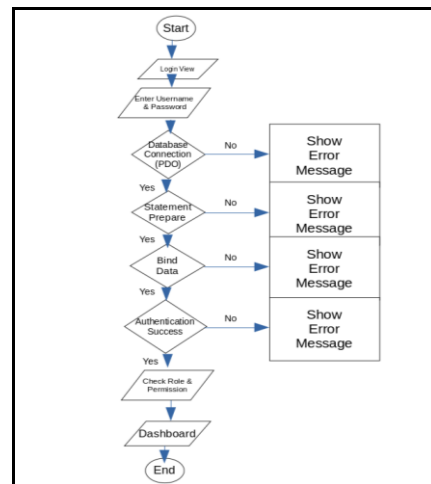 Start
Login View
Enter Username
& Password
Database
Connection
(PDO)
No
Show
Error
Message
Yes
Statement
Prepare
No
Show
Error
Message
Yes
Bind
Data
No
Show
Error
Message
Yes
Authentication
Success
No
Show
Error
Message
Yes
Check Role &
Permission
Dashboard
End